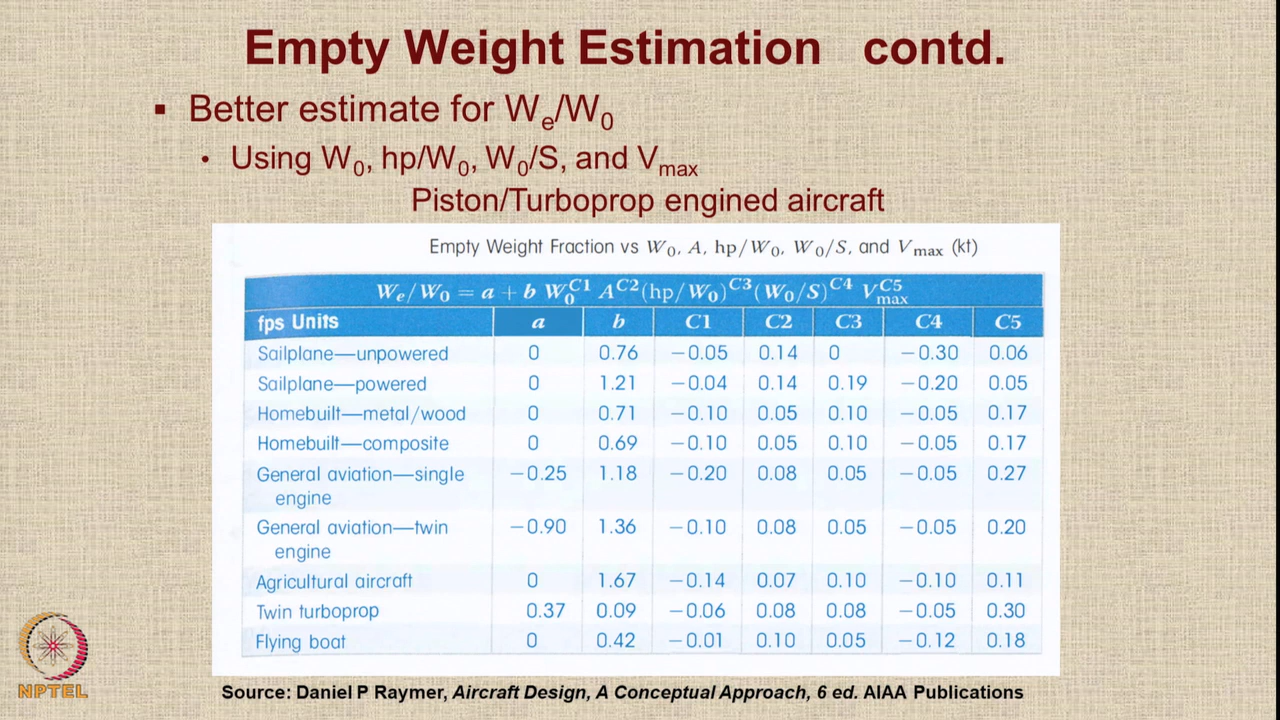 Empty Weight Estimation contd.
▪ Better estimate for We/W0
• Using W0, hp/W0, W0/S, and Vmax
Piston/Turboprop engined aircraft
Empty Weight Fraction vs W0, A, hp/W0, W0/S, and Vmax (kt)
We/W0 = a + b W0^C1 A^C2 (hp/W0)^C3 (W0/S)^C4 Vmax^C5
fps Units a b C1 C2 C3 C4 C5
Sailplane—unpowered 0 0.76 −0.05 0.14 0 −0.30 0.06
Sailplane—powered 0 1.21 −0.04 0.14 0.19 −0.20 0.05
Homebuilt—metal/wood 0 0.71 −0.10 0.05 0.10 −0.05 0.17
Homebuilt—composite 0 0.69 −0.10 0.05 0.10 −0.05 0.17
General aviation—single −0.25 1.18 −0.20 0.08 0.05 −0.05 0.27
engine
General aviation—twin −0.90 1.36 −0.10 0.08 0.05 −0.05 0.20
engine
Agricultural aircraft 0 1.67 −0.14 0.07 0.10 −0.10 0.11
Twin turboprop 0.37 0.09 −0.06 0.08 0.08 −0.05 0.30
Flying boat 0 0.42 −0.01 0.10 0.05 −0.12 0.18
NPTEL
Source: Daniel P Raymer, Aircraft Design, A Conceptual Approach, 6 ed. AIAA Publications